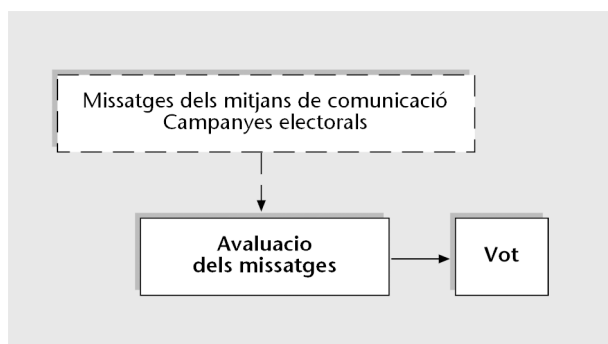 Missatges dels mitjans de comunicació
Campanyes electorals
Avaluacio
dels missatges
Vot